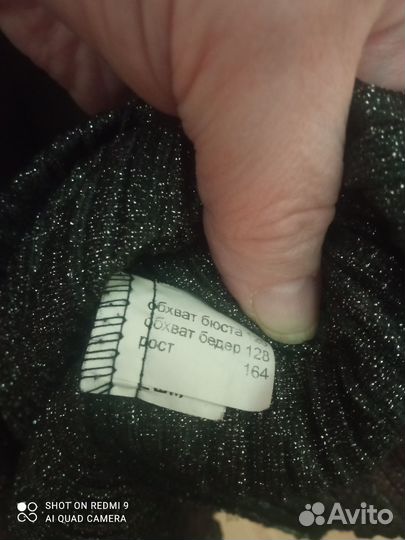 обхват бюста
обхват бедер 128
рост 164
SHOT ON REDMI 9
AI QUAD CAMERA
Avito